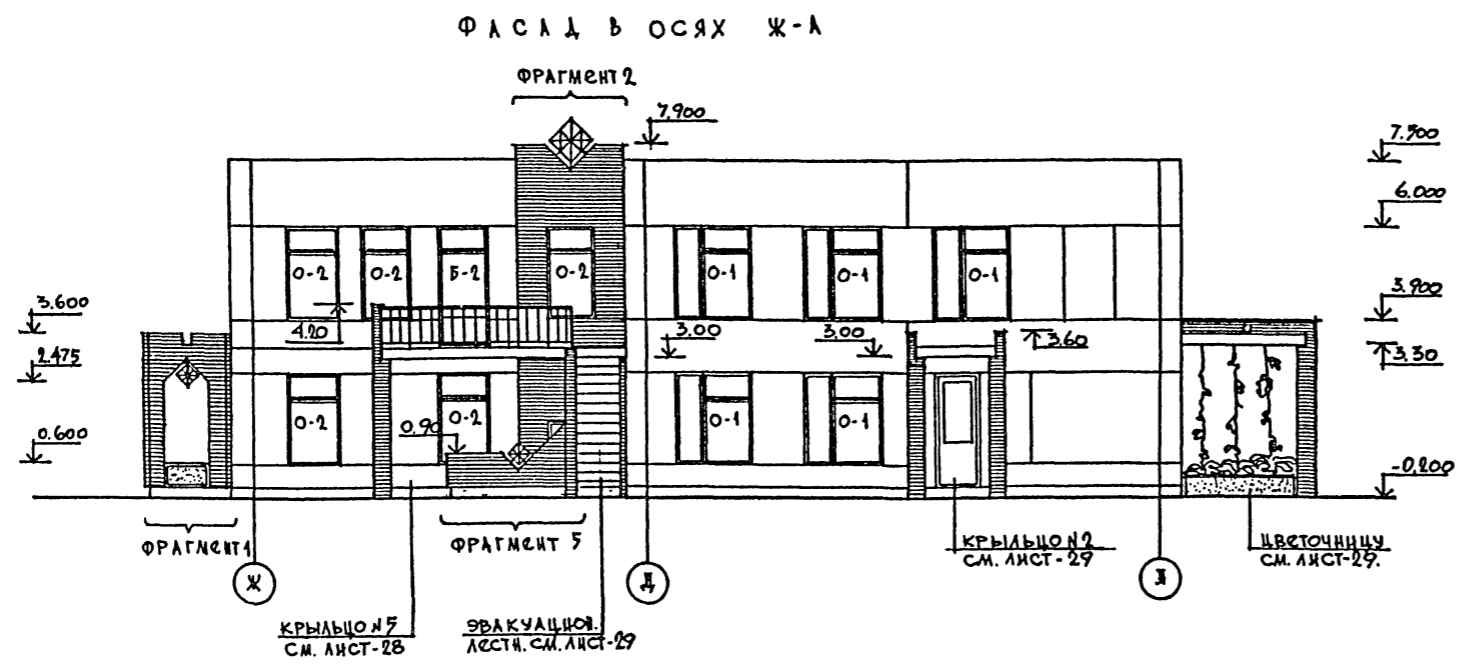 ФАСАД В ОСЯХ Ж-А
ФРАГМЕНТ 2
7.900
7.300
6.000
О-2 О-2 Б-2 О-2 О-1 О-1 О-1
3.600
3.900
4.20
3.00
3.00
3.60
3.30
2.475
О-2 О-2 О-1 О-1
0.90
0.600
-0.200
ФРАГМЕНТ 1
ФРАГМЕНТ 5
КРЫЛЬЦО N2
СМ. ЛИСТ-29
ЦВЕТОЧНИЦУ
СМ. ЛИСТ-29.
Ж
Д
КРЫЛЬЦО N5
СМ. ЛИСТ-28
ЭВАКУАЦИОН.
ЛЕСТН. СМ. ЛИСТ-29